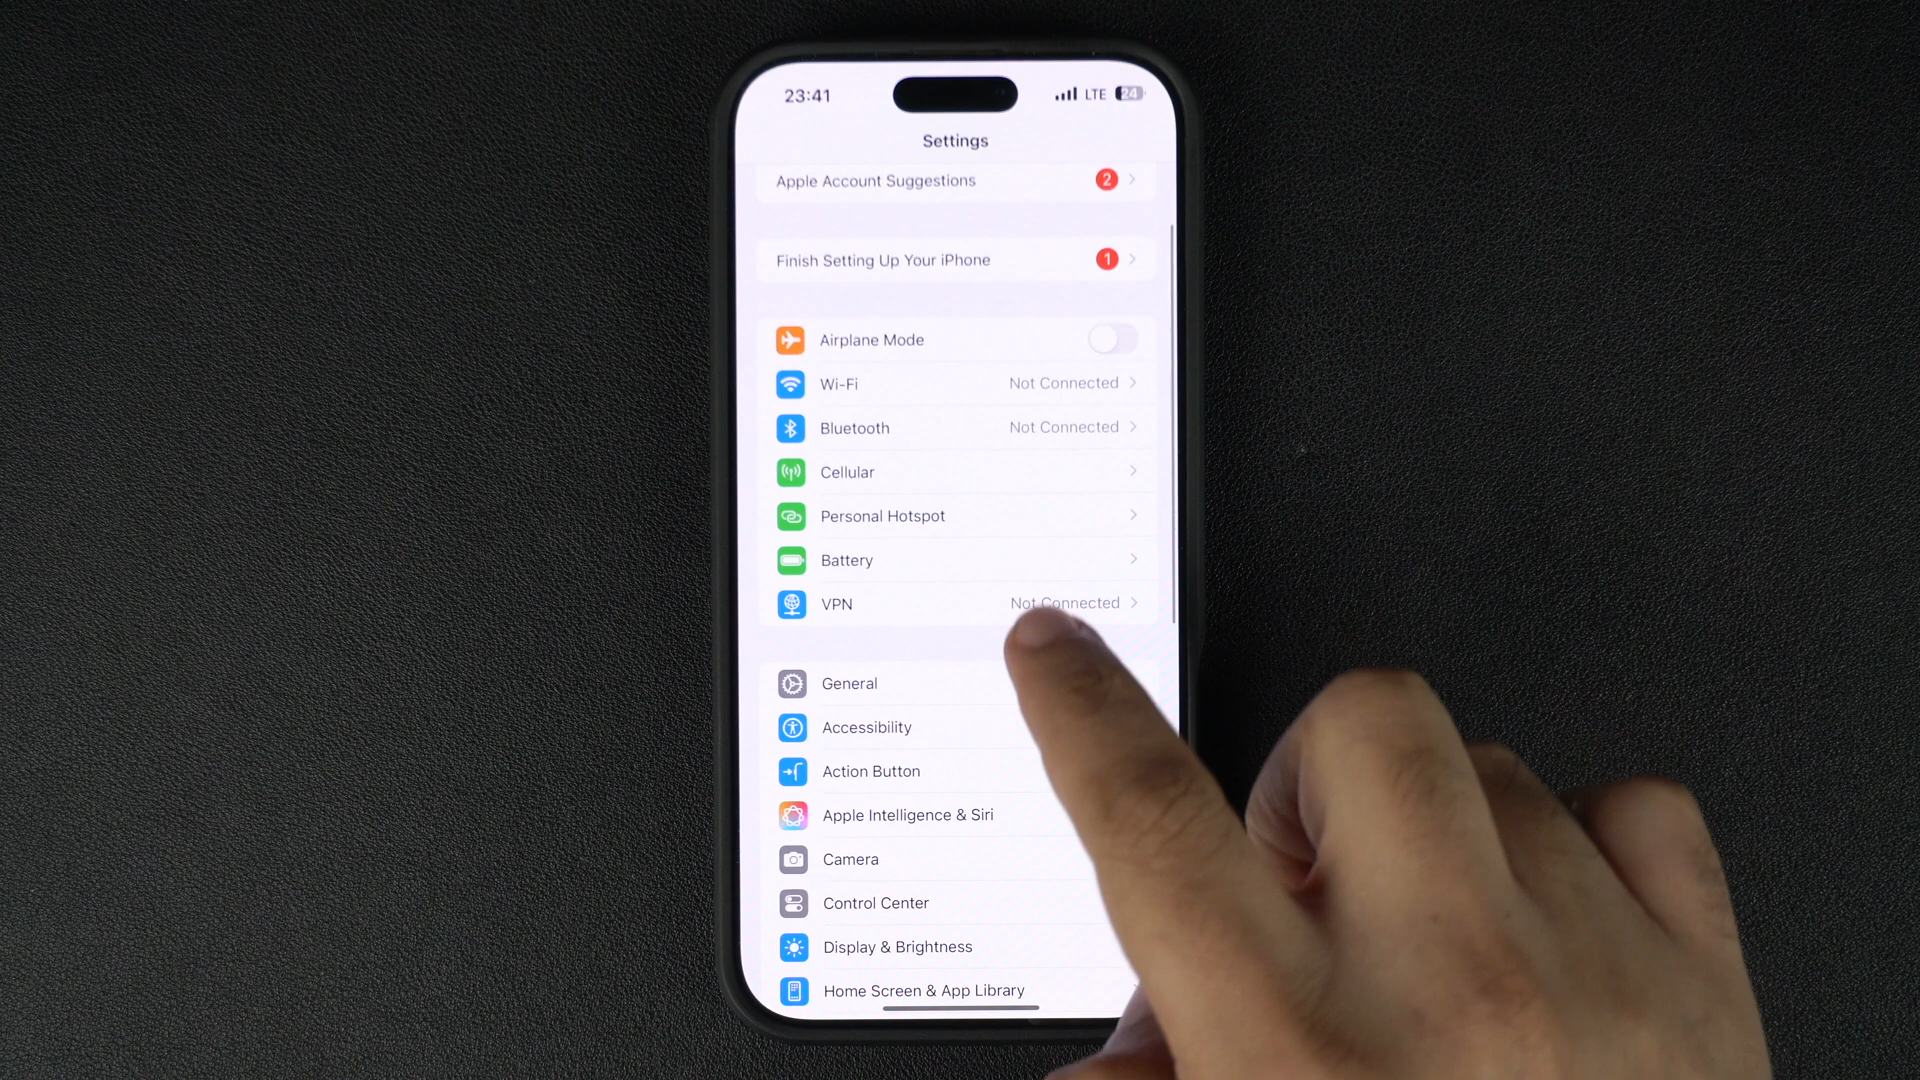 23:41 LTE 24
Settings
Apple Account Suggestions 2
Finish Setting Up Your iPhone 1
Airplane Mode
Wi-Fi Not Connected
Bluetooth Not Connected
Cellular
Personal Hotspot
Battery
VPN Not Connected
General
Accessibility
Action Button
Apple Intelligence & Siri
Camera
Control Center
Display & Brightness
Home Screen & App Library